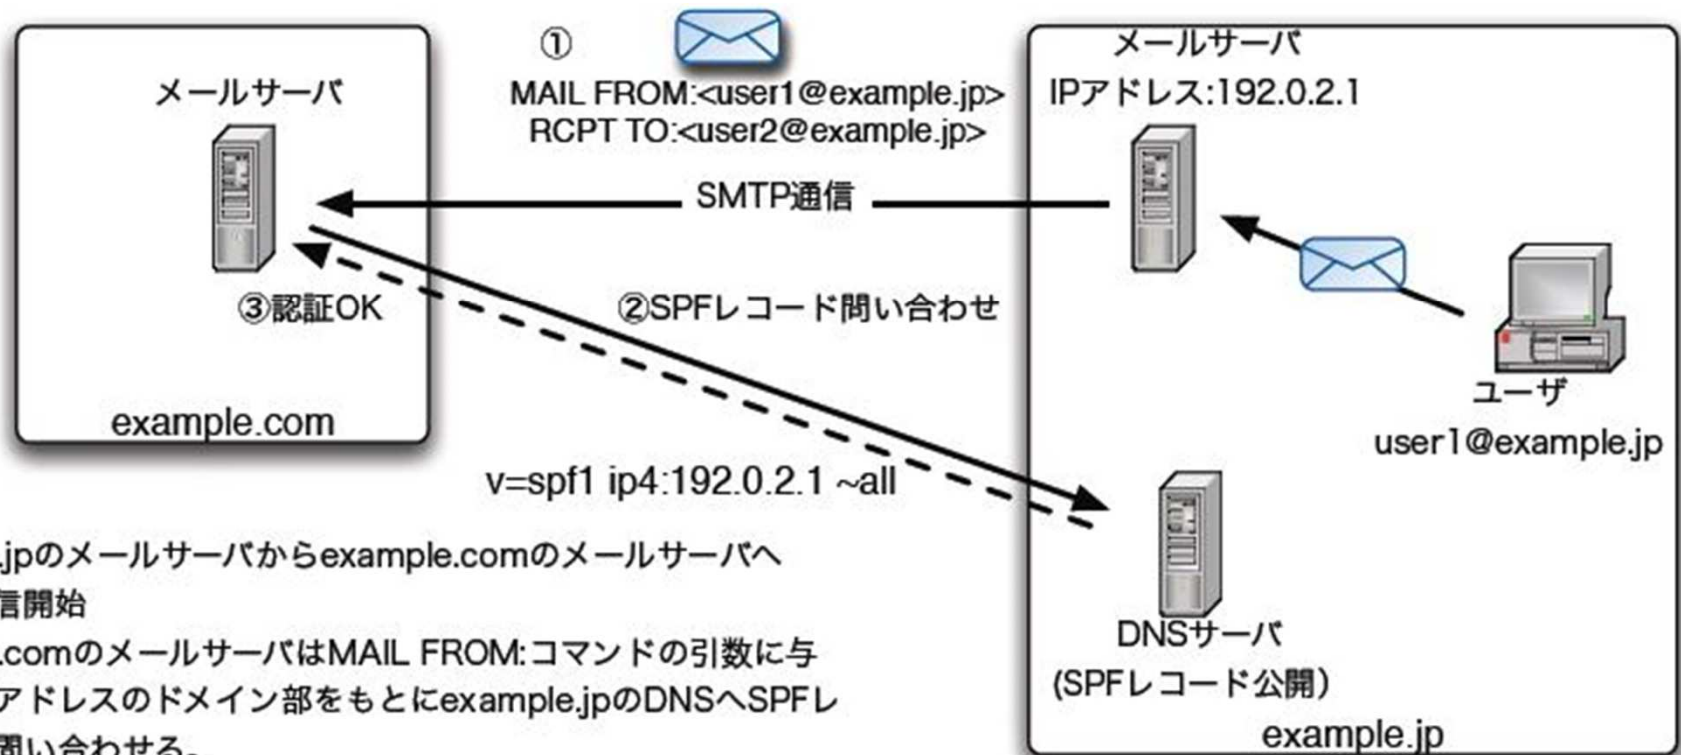 ①
MAIL FROM:<user1@example.jp>
RCPT TO:<user2@example.jp>
メールサーバ
メールサーバ
IPアドレス:192.0.2.1
SMTP通信
③認証OK
②SPFレコード問い合わせ
example.com
ユーザ
user1@example.jp
v=spf1 ip4:192.0.2.1 ~all
DNSサーバ
(SPFレコード公開）
example.jp
.jpのメールサーバからexample.comのメールサーバへ
信開始
.comのメールサーバはMAIL FROM:コマンドの引数に与
アドレスのドメイン部をもとにexample.jpのDNSへSPFレ
問い合わせる。